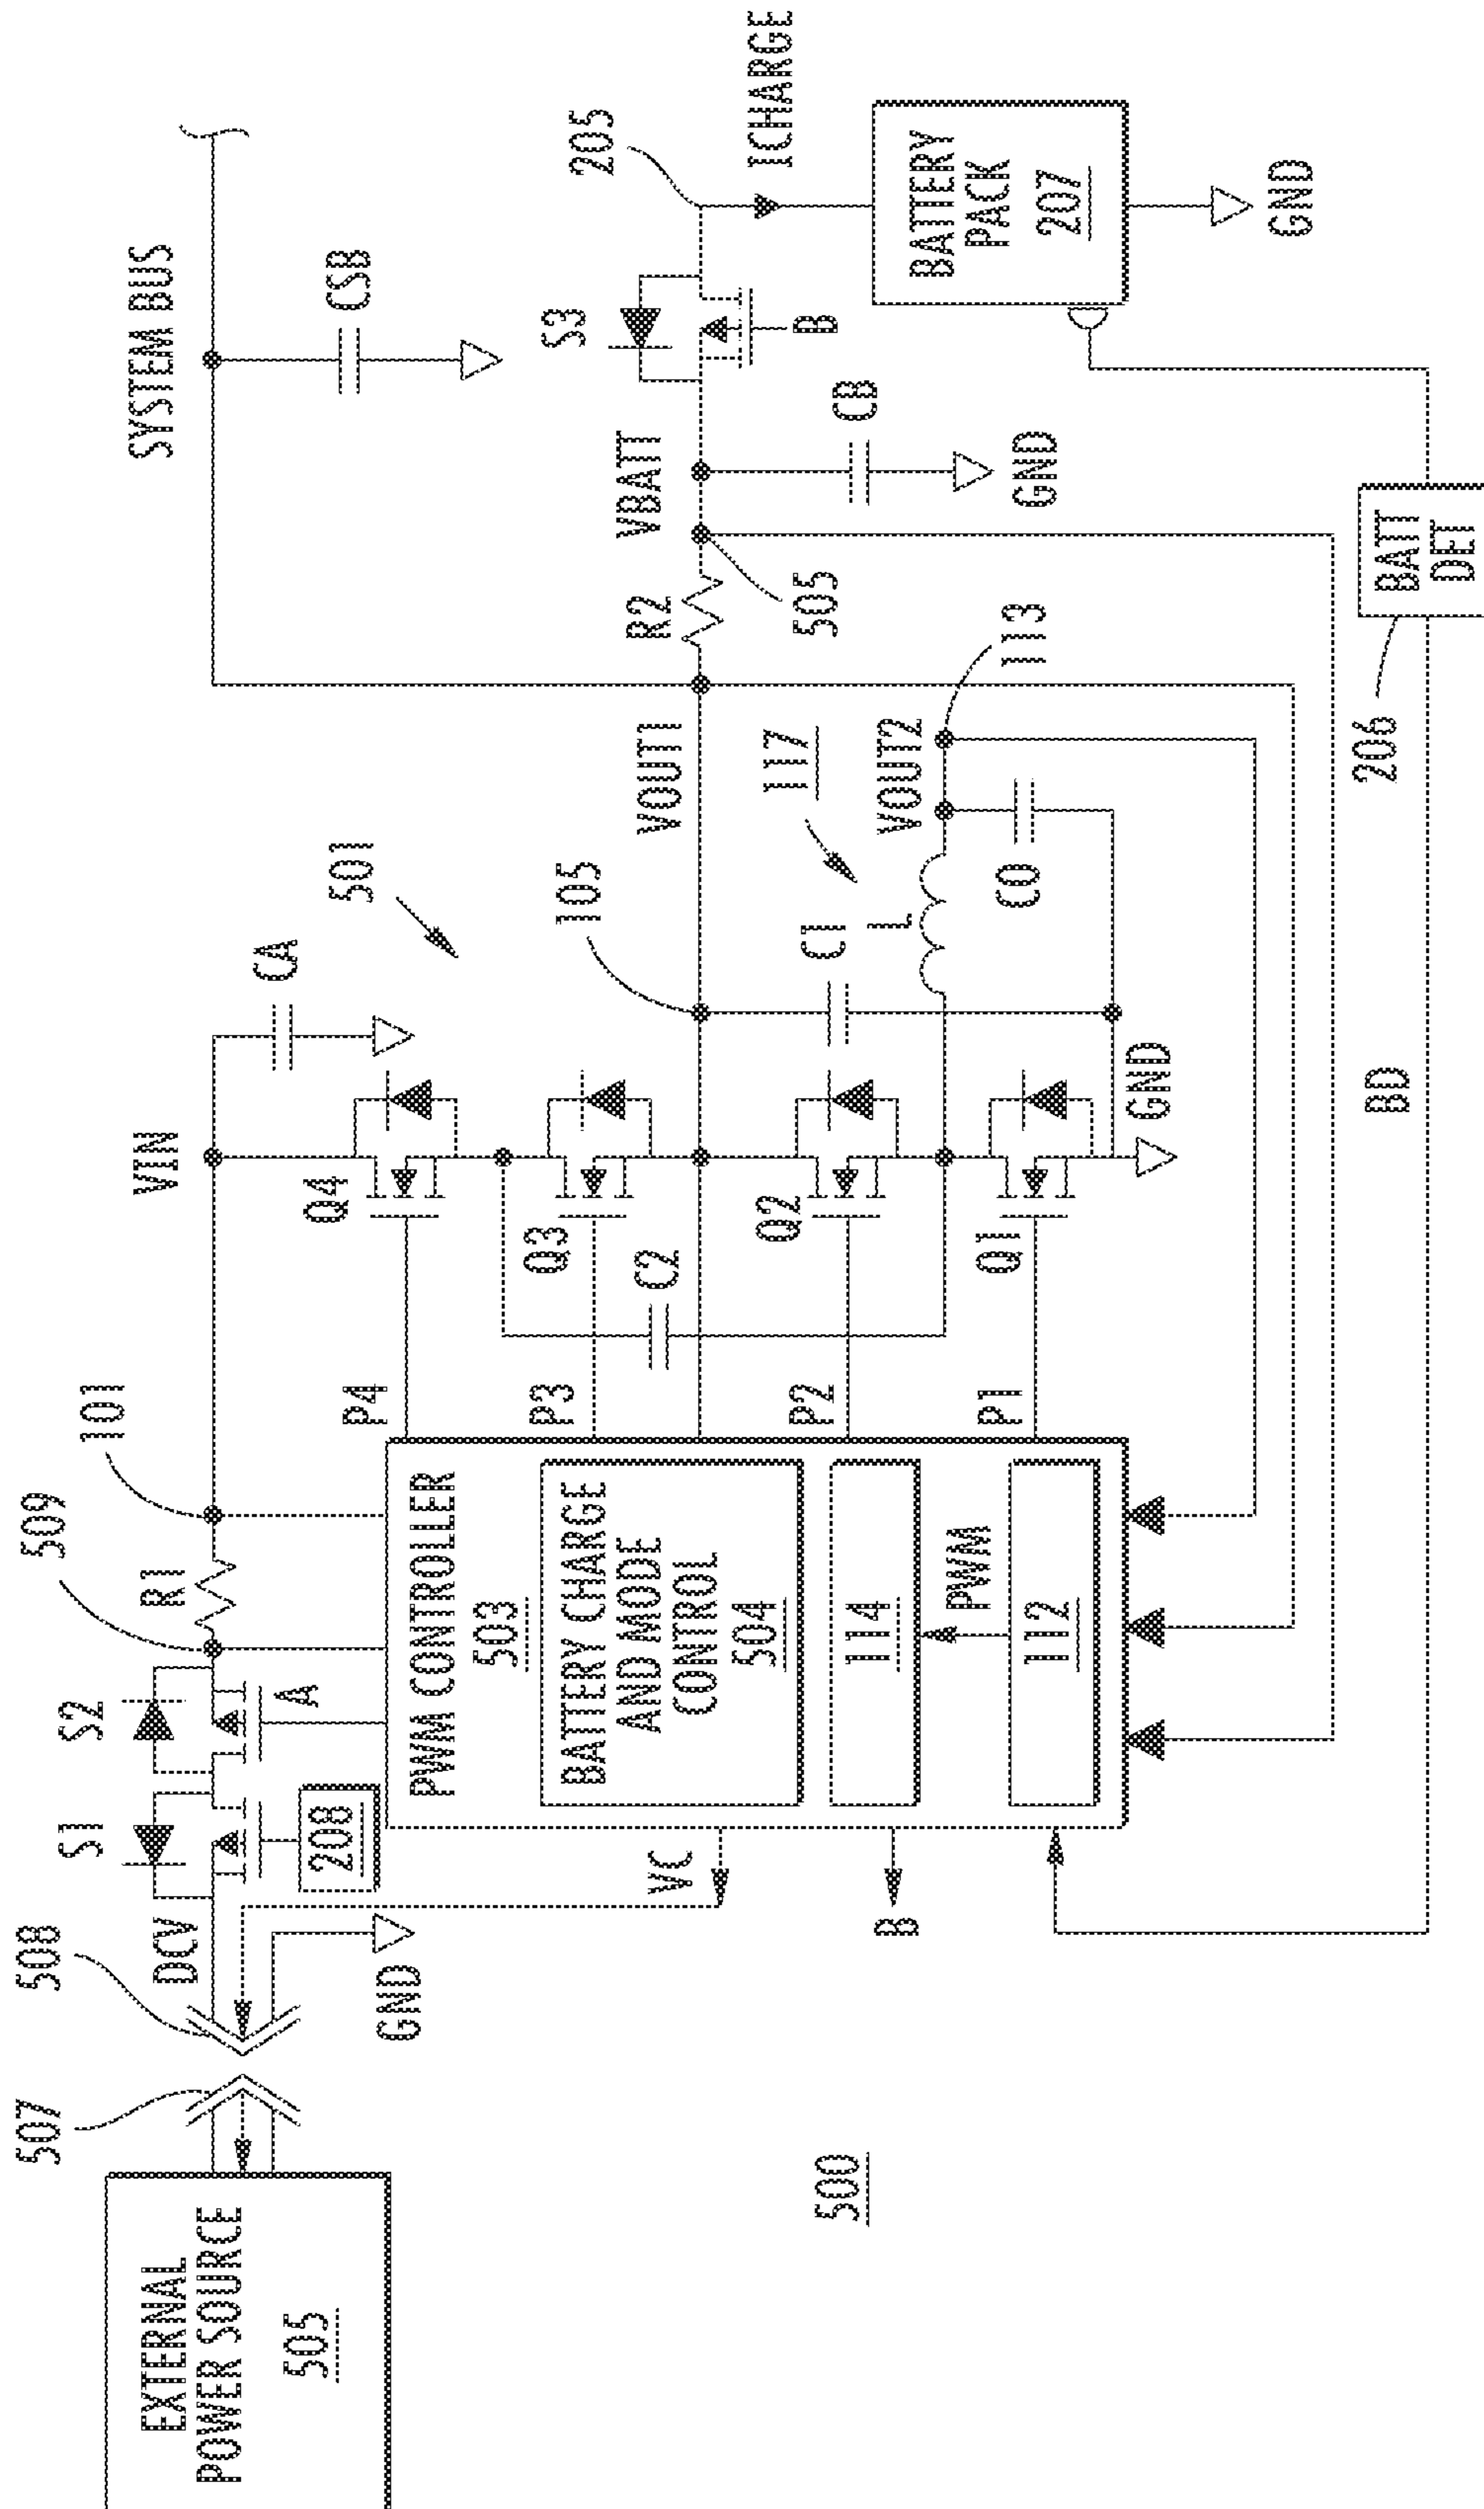 EXTERNAL
POWER SOURCE
505
507
508
DCV
GND
S1
S2
208
A
509
R1
101
VIN
CA
501
SYSTEM BUS
CSB
PWM CONTROLLER
503
BATTERY CHARGE
AND MODE
CONTROL
504
114
PWM
112
VC
B
P4
P3
P2
P1
Q4
Q3
C2
Q2
Q1
105
VOUT1
C1
L
117
VOUT2
CO
113
GND
R2
VBATT
505
CB
GND
S3
B
205
ICHARGE
BATTERY
PACK
207
GND
BD
206
BATT
DET
500